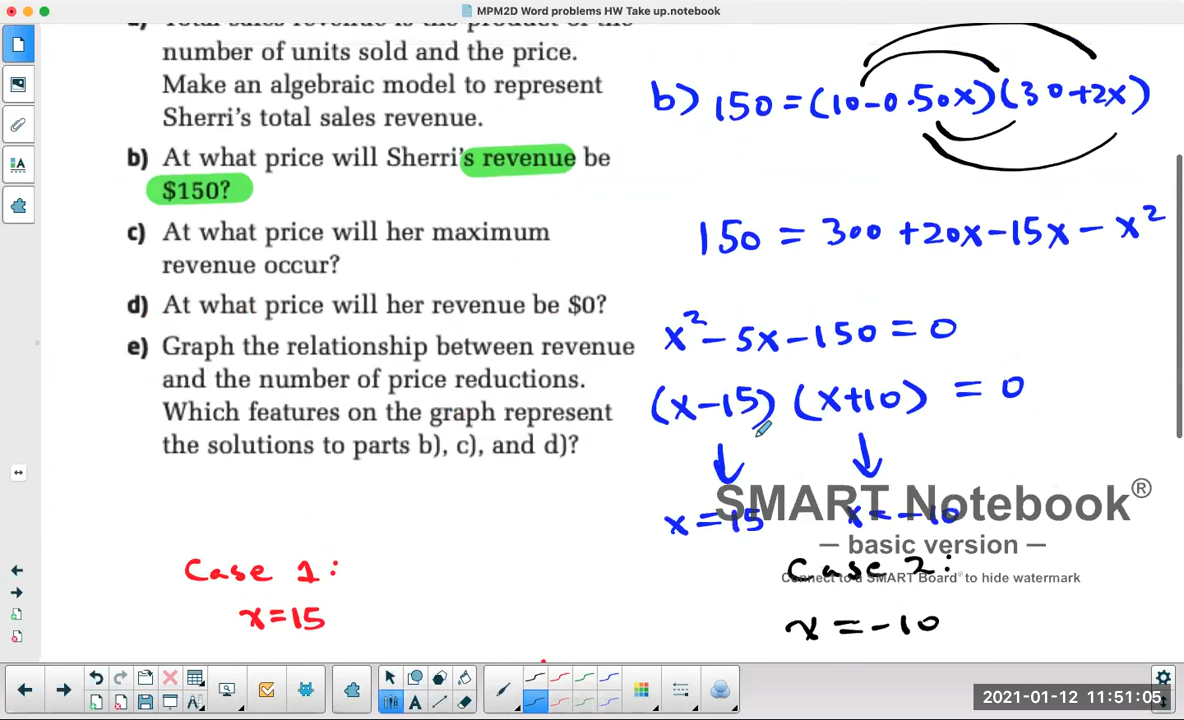 MPM2D Word problems HW Take up.notebook
number of units sold and the price.
Make an algebraic model to represent
Sherri's total sales revenue.
b) At what price will Sherri's revenue be
$150?
c) At what price will her maximum
revenue occur?
d) At what price will her revenue be $0?
e) Graph the relationship between revenue
and the number of price reductions.
Which features on the graph represent
the solutions to parts b), c), and d)?
b) 150 = (10-0.50x)(30+2x)
150 = 300 +20x-15x- x²
x²- 5x-150 = 0
(x-15) (x+10) = 0
x=15 x=-10
SMART Notebook®
— basic version —
Connect to a SMART Board® to hide watermark
Case 1:
x=15
Case 2:
x = -10
2021-01-12 11:51:05